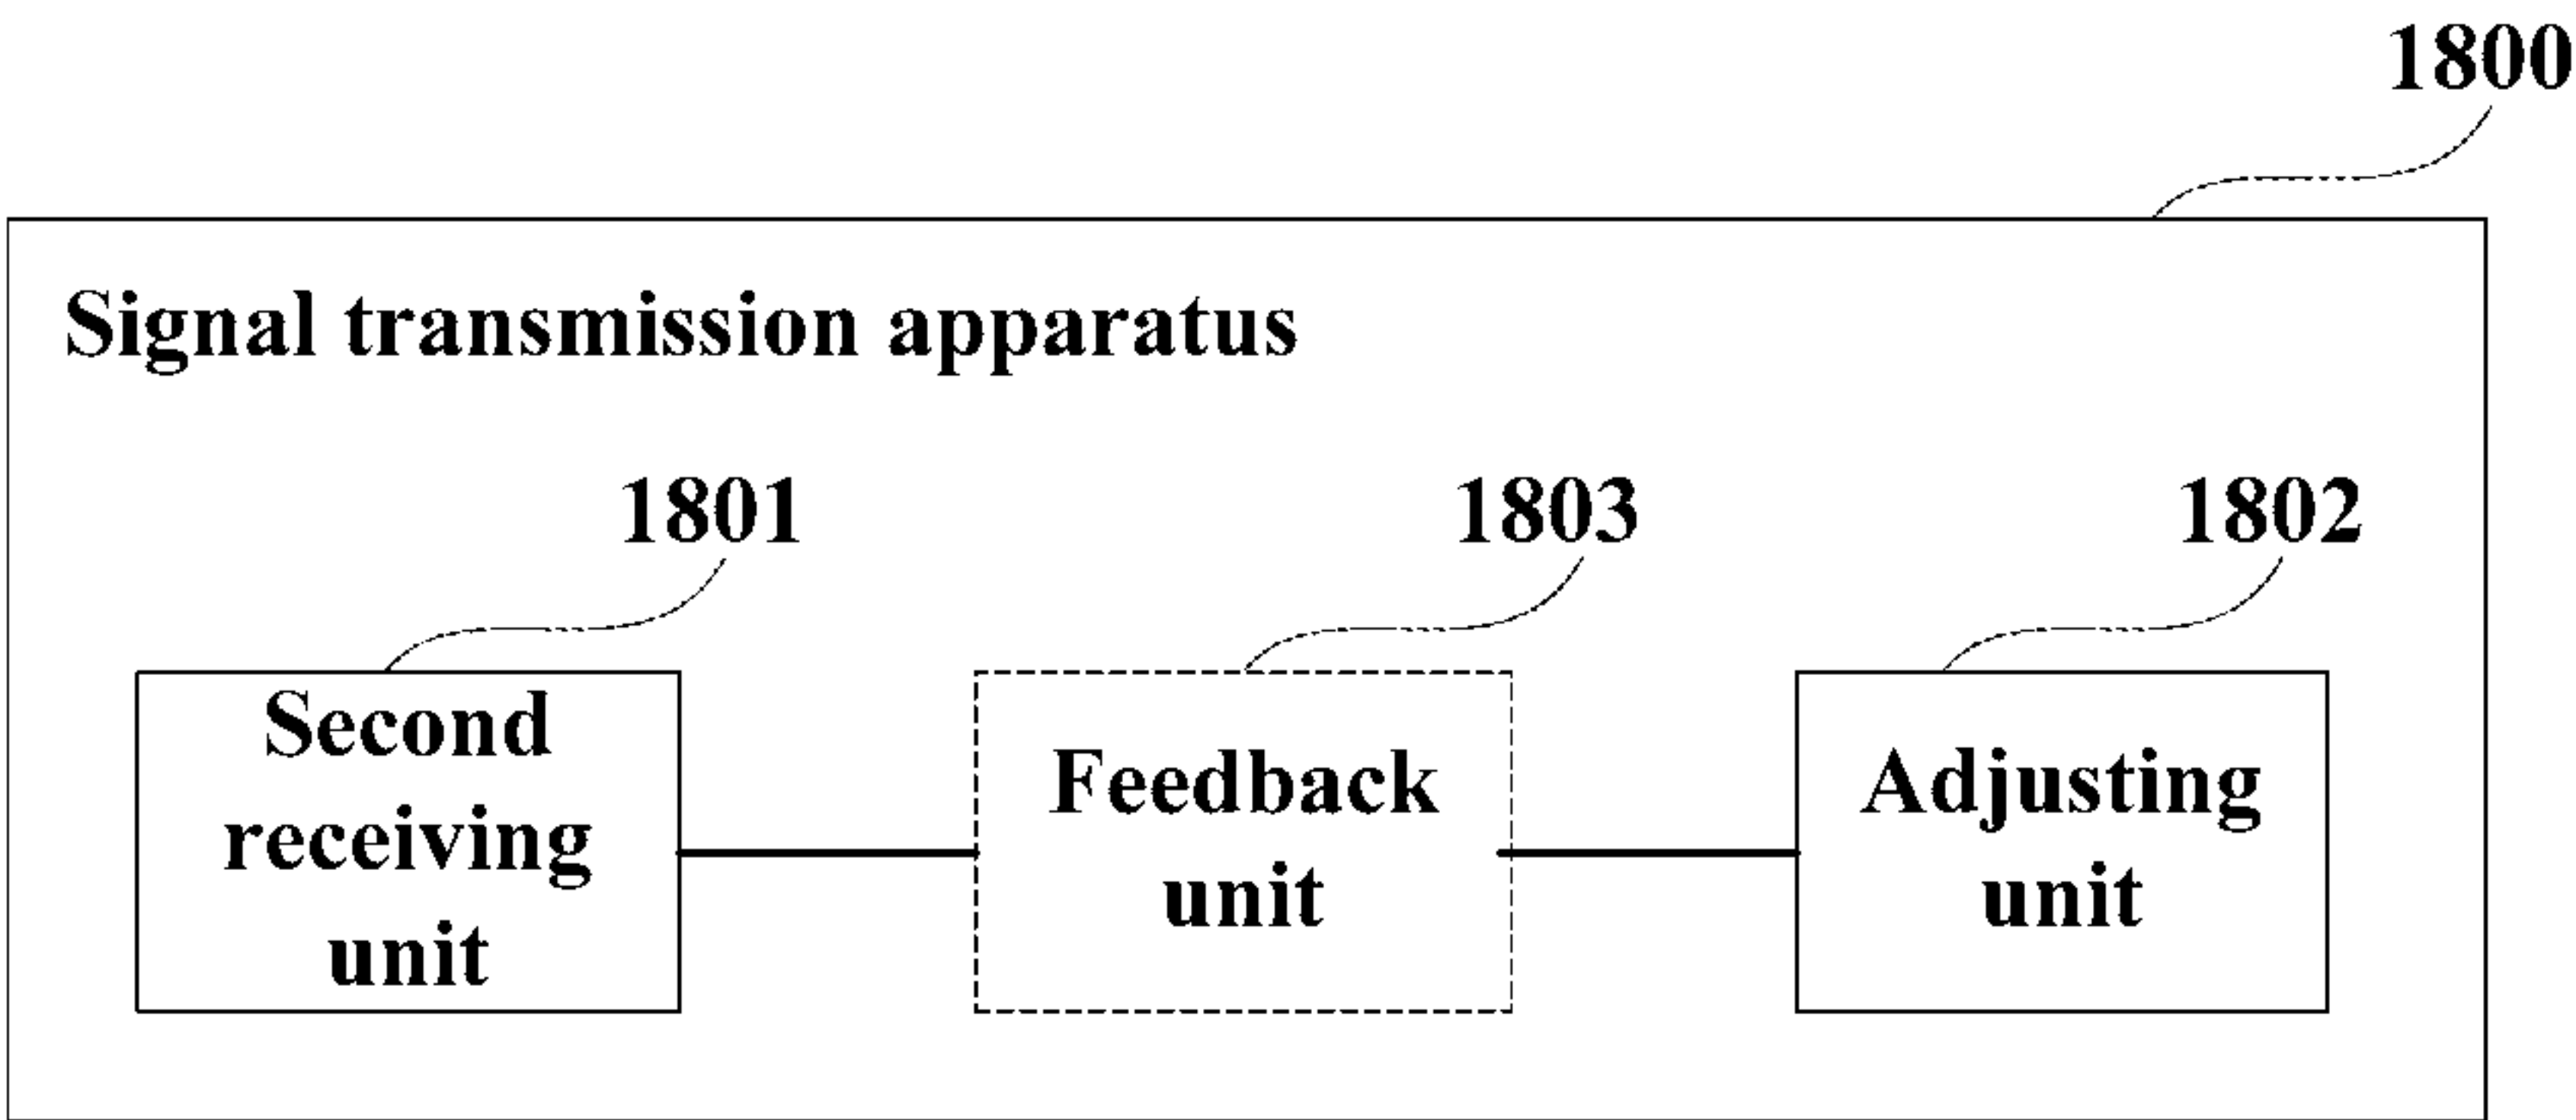 1800
Signal transmission apparatus
1801
1803
1802
Second
receiving
unit
Feedback
unit
Adjusting
unit